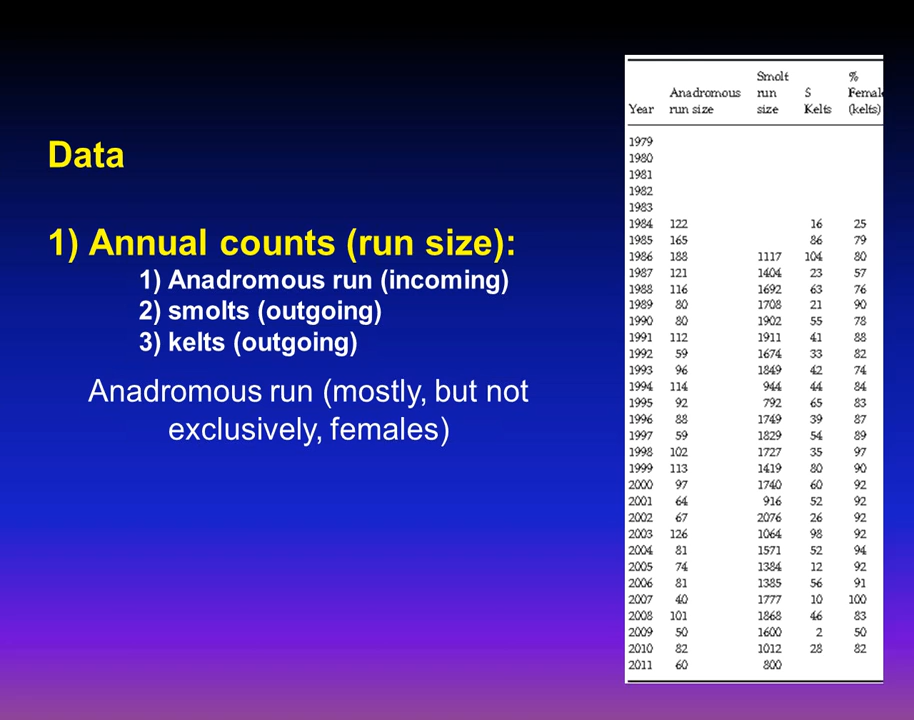 Data
1) Annual counts (run size):
1) Anadromous run (incoming)
2) smolts (outgoing)
3) kelts (outgoing)
Anadromous run (mostly, but not
exclusively, females)
Smolt %
Anadromous run $ Femal
Year run size size Kelts (kelts)
1979
1980
1981
1982
1983
1984 122 16 25
1985 165 86 79
1986 188 1117 104 80
1987 121 1404 23 57
1988 116 1692 63 76
1989 80 1708 21 90
1990 80 1902 55 78
1991 112 1911 41 88
1992 59 1674 33 82
1993 96 1849 42 74
1994 114 944 44 84
1995 92 792 65 83
1996 88 1749 39 87
1997 59 1829 54 89
1998 102 1727 35 97
1999 113 1419 80 90
2000 97 1740 60 92
2001 64 916 52 92
2002 67 2076 26 92
2003 126 1064 98 92
2004 81 1571 52 94
2005 74 1384 12 92
2006 81 1385 56 91
2007 40 1777 10 100
2008 101 1868 46 83
2009 50 1600 2 50
2010 82 1012 28 82
2011 60 800